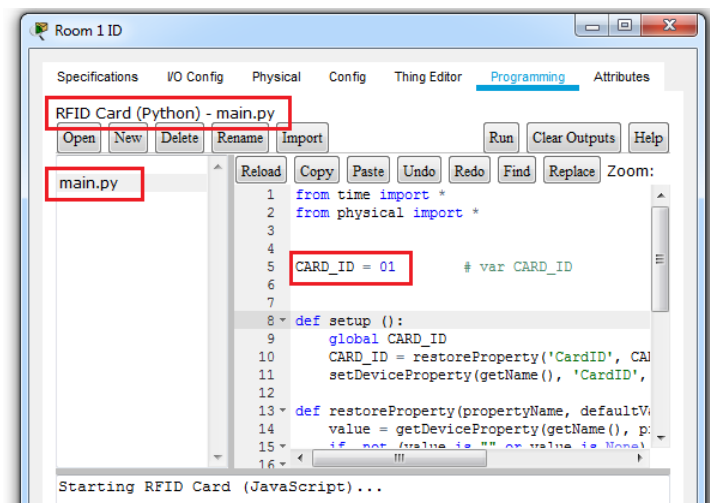 Room 1 ID
Specifications I/O Config Physical Config Thing Editor Programming Attributes
RFID Card (Python) - main.py
Open New Delete Rename Import Run Clear Outputs Help
Reload Copy Paste Undo Redo Find Replace Zoom:
main.py
1 from time import *
2 from physical import *
3
4
5 CARD_ID = 01 # var CARD_ID
6
7
8 def setup ():
9 global CARD_ID
10 CARD_ID = restoreProperty('CardID', CA
11 setDeviceProperty(getName(), 'CardID',
12
13 def restoreProperty(propertyName, defaultV
14 value = getDeviceProperty(getName(), p
15 if not (value is "" or value is None)
16
Starting RFID Card (JavaScript)...